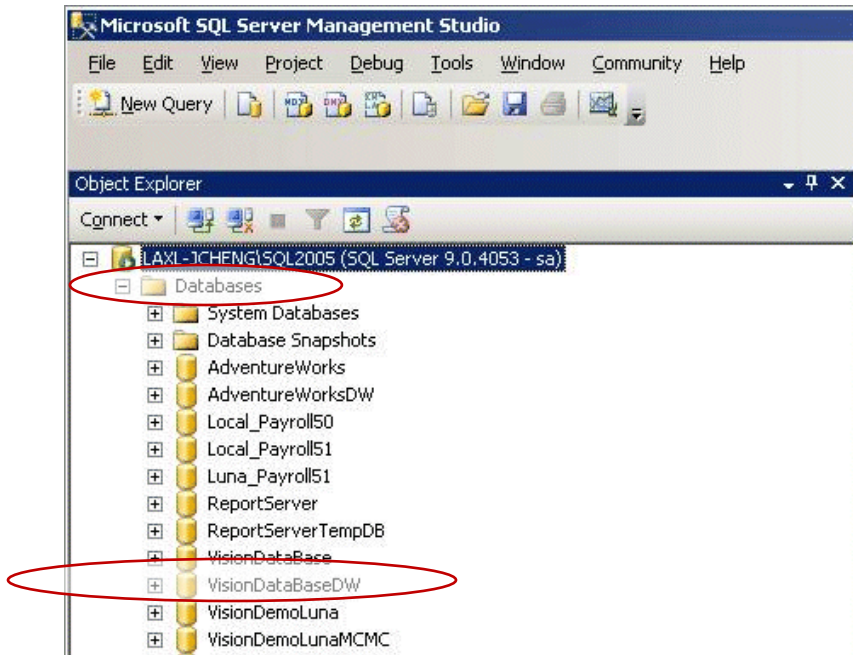 Microsoft SQL Server Management Studio
File Edit View Project Debug Tools Window Community Help
New Query
Object Explorer
Connect
LAXL-JCHENG\SQL2005 (SQL Server 9.0.4053 - sa)
Databases
System Databases
Database Snapshots
AdventureWorks
AdventureWorksDW
Local_Payroll50
Local_Payroll51
Luna_Payroll51
ReportServer
ReportServerTempDB
VisionDataBase
VisionDataBaseDW
VisionDemoLuna
VisionDemoLunaMCMC